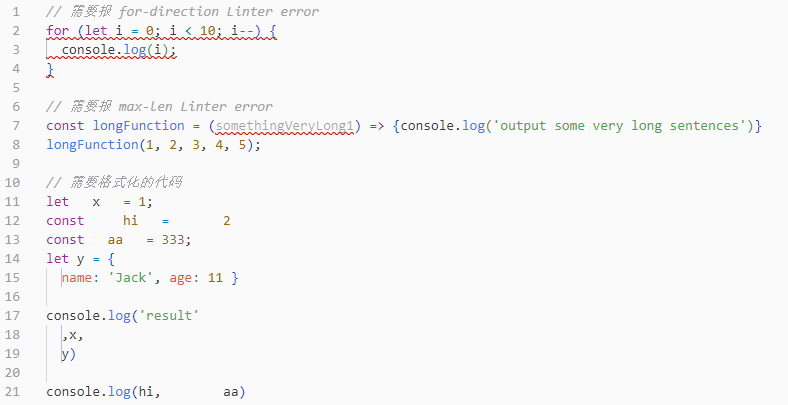 1 // 需要报 for-direction Linter error
2 for (let i = 0; i < 10; i--) {
3   console.log(i);
4 }
5
6 // 需要报 max-len Linter error
7 const longFunction = (somethingVeryLong1) => {console.log('output some very long sentences')}
8 longFunction(1, 2, 3, 4, 5);
9
10 // 需要格式化的代码
11 let   x   = 1;
12 const     hi   =       2
13 const   aa   = 333;
14 let y = {
15   name: 'Jack', age: 11 }
16
17 console.log('result'
18   ,x,
19   y)
20
21 console.log(hi,        aa)